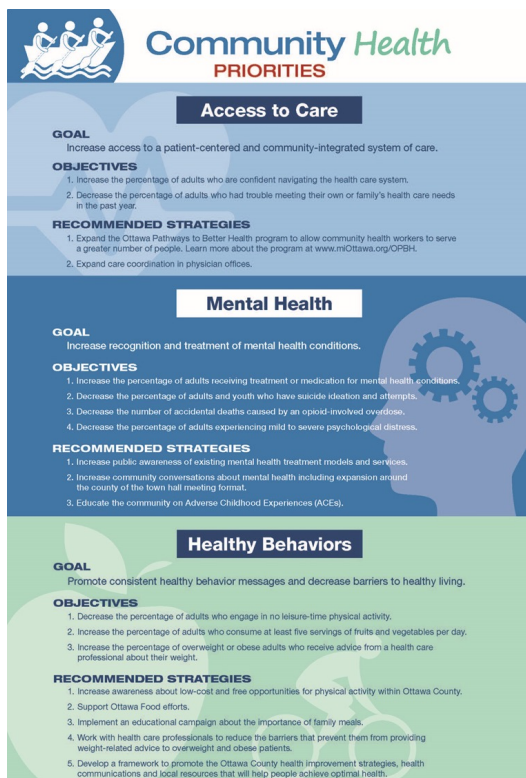 Community Health
PRIORITIES
Access to Care
GOAL
Increase access to a patient-centered and community-integrated system of care.
OBJECTIVES
1. Increase the percentage of adults who are confident navigating the health care system.
2. Decrease the percentage of adults who had trouble meeting their own or family's health care needs
in the past year.
RECOMMENDED STRATEGIES
1. Expand the Ottawa Pathways to Better Health program to allow community health workers to serve
a greater number of people. Learn more about the program at www.miOttawa.org/OPBH.
2. Expand care coordination in physician offices.
Mental Health
GOAL
Increase recognition and treatment of mental health conditions.
OBJECTIVES
1. Increase the percentage of adults receiving treatment or medication for mental health conditions.
2. Decrease the percentage of adults and youth who have suicide ideation and attempts.
3. Decrease the number of accidental deaths caused by an opioid-involved overdose.
4. Decrease the percentage of adults experiencing mild to severe psychological distress.
RECOMMENDED STRATEGIES
1. Increase public awareness of existing mental health treatment models and services.
2. Increase community conversations about mental health including expansion around
the county of the town hall meeting format.
3. Educate the community on Adverse Childhood Experiences (ACEs).
Healthy Behaviors
GOAL
Promote consistent healthy behavior messages and decrease barriers to healthy living.
OBJECTIVES
1. Decrease the percentage of adults who engage in no leisure-time physical activity.
2. Increase the percentage of adults who consume at least five servings of fruits and vegetables per day.
3. Increase the percentage of overweight or obese adults who receive advice from a health care
professional about their weight.
RECOMMENDED STRATEGIES
1. Increase awareness about low-cost and free opportunities for physical activity within Ottawa County.
2. Support Ottawa Food efforts.
3. Implement an educational campaign about the importance of family meals.
4. Work with health care professionals to reduce the barriers that prevent them from providing
weight-related advice to overweight and obese patients.
5. Develop a framework to promote the Ottawa County health improvement strategies, health
communications and local resources that will help people achieve optimal health.